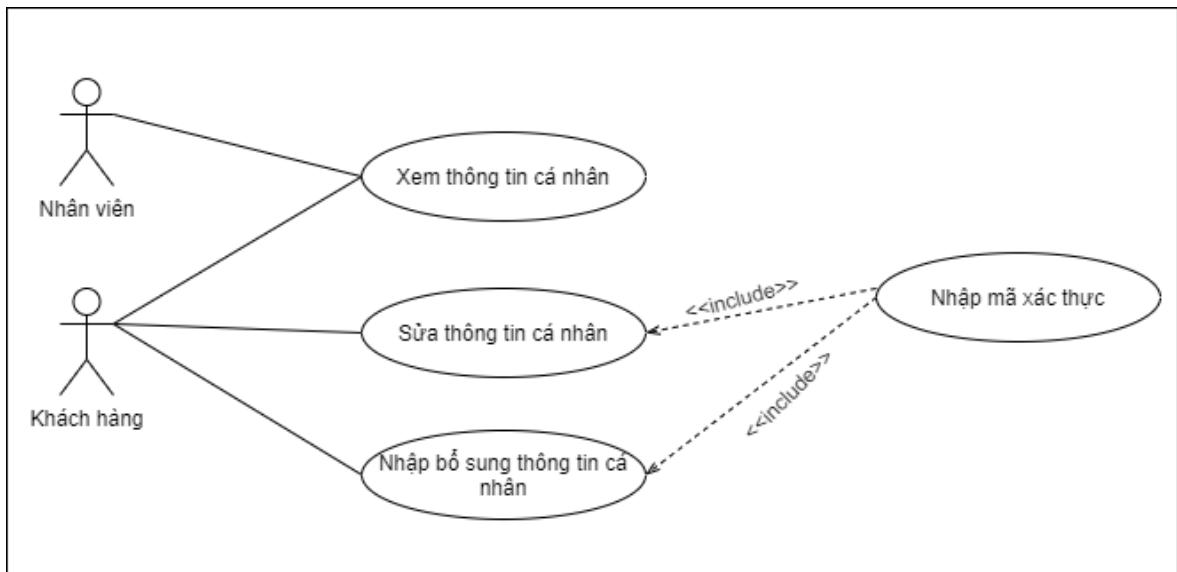 Nhân viên
Xem thông tin cá nhân
Khách hàng
Sửa thông tin cá nhân
Nhập bổ sung thông tin cá
nhân
<<include>>
<<include>>
Nhập mã xác thực